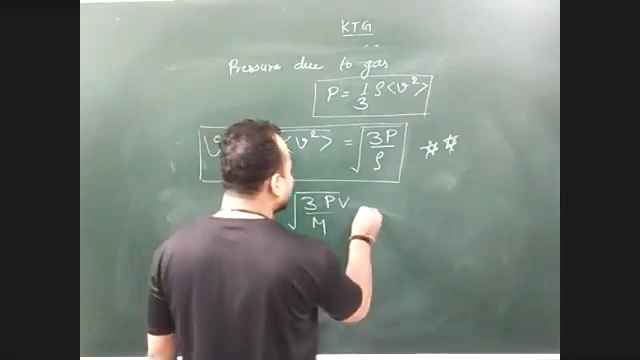 KTG
Pressure due to gas
P = 1/3 ρ<v²>
<v²> = √(3P/ρ)
√(3PV/M)